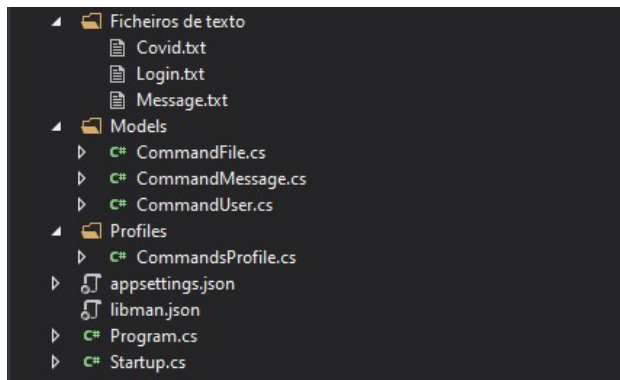 Ficheiros de texto
Covid.txt
Login.txt
Message.txt
Models
C# CommandFile.cs
C# CommandMessage.cs
C# CommandUser.cs
Profiles
C# CommandsProfile.cs
appsettings.json
libman.json
C# Program.cs
C# Startup.cs